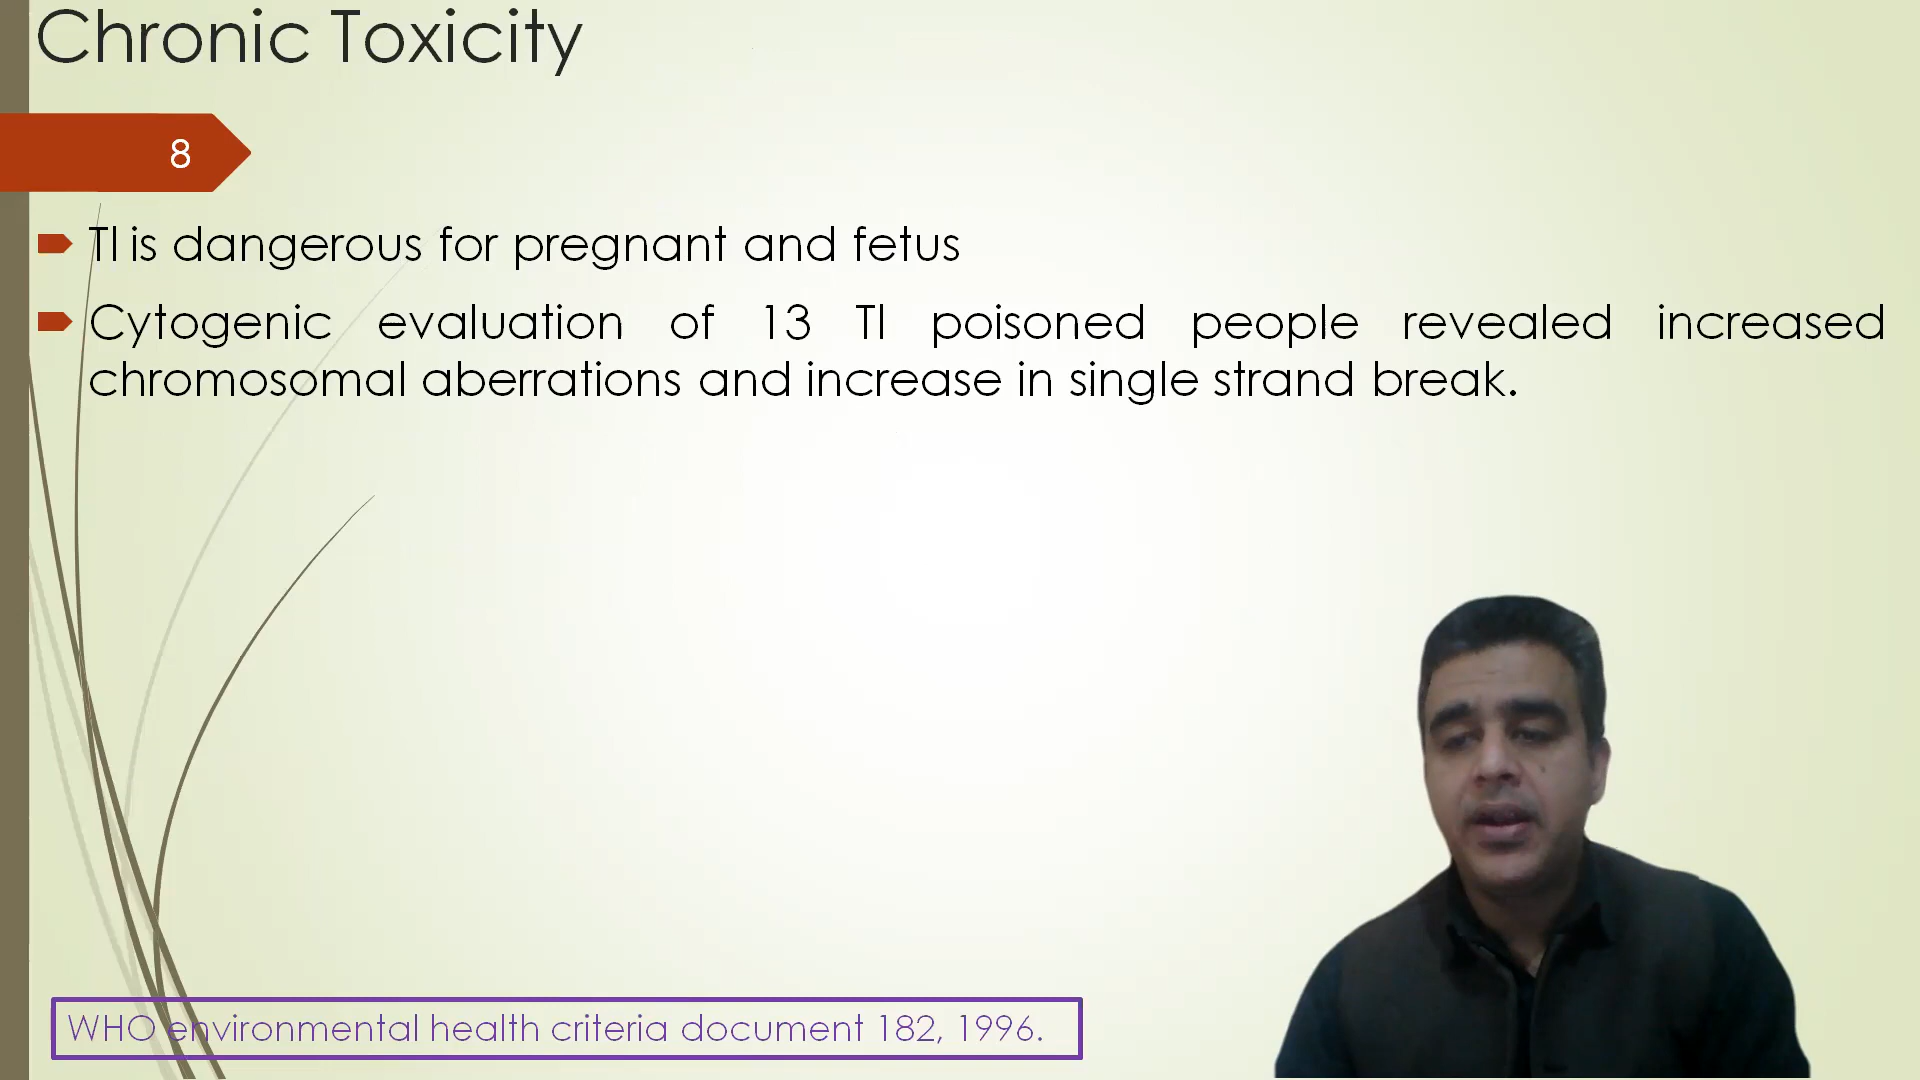 Chronic Toxicity
8
Tl is dangerous for pregnant and fetus
Cytogenic evaluation of 13 Tl poisoned people revealed increased
chromosomal aberrations and increase in single strand break.
WHO environmental health criteria document 182, 1996.